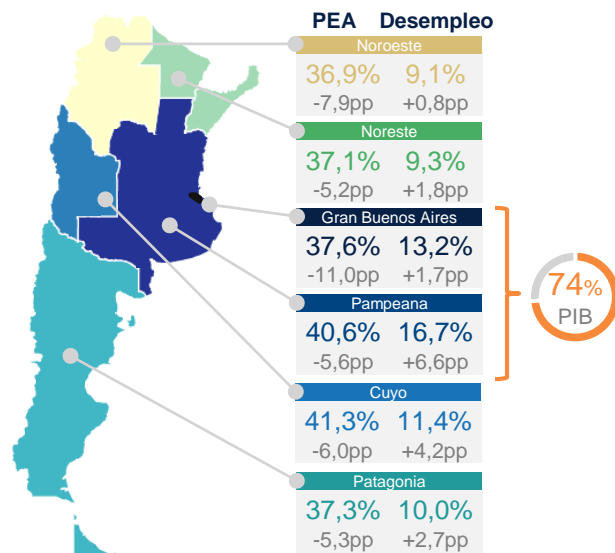 PEA Desempleo
Noroeste
36,9% 9,1%
-7,9pp +0,8pp
Noreste
37,1% 9,3%
-5,2pp +1,8pp
Gran Buenos Aires
37,6% 13,2%
-11,0pp +1,7pp
Pampeana
40,6% 16,7%
-5,6pp +6,6pp
74%
PIB
Cuyo
41,3% 11,4%
-6,0pp +4,2pp
Patagonia
37,3% 10,0%
-5,3pp +2,7pp